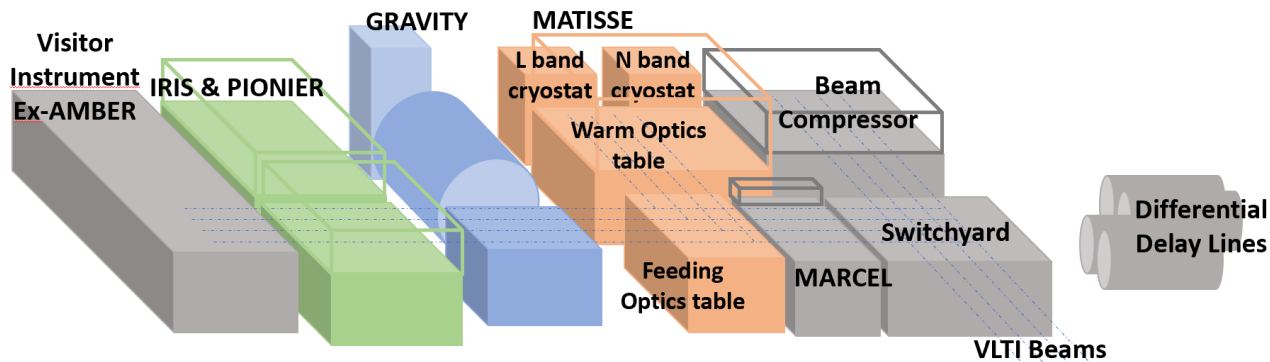 Visitor
Instrument
Ex-AMBER
IRIS & PIONIER
GRAVITY
MATISSE
L band
cryostat
N band
cryostat
Warm Optics
table
Feeding
Optics table
Beam
Compressor
MARCEL
Switchyard
VLTI Beams
Differential
Delay Lines